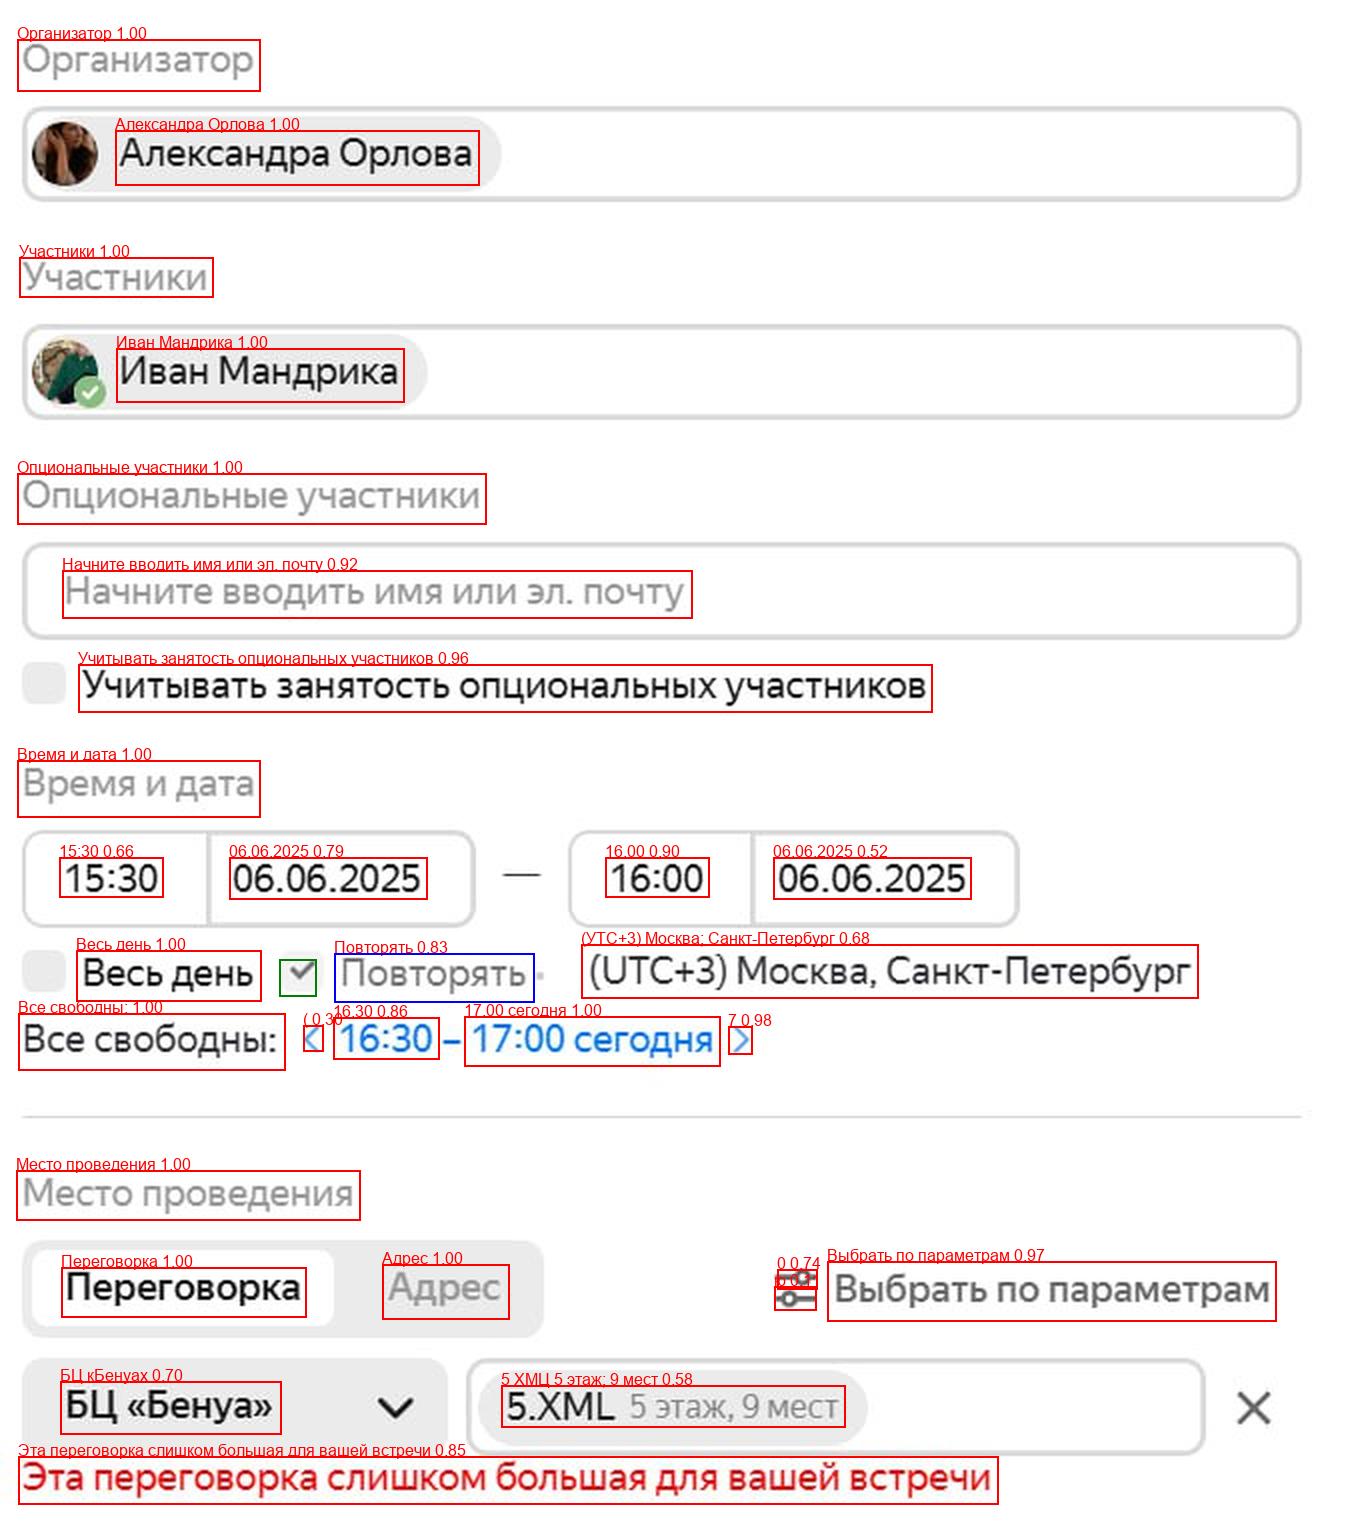 Организатор 1.00
Организатор
Александра Орлова 1.00
Александра Орлова
Участники 1.00
Участники
Иван Мандрика 1.00
Иван Мандрика
Опциональные участники 1.00
Опциональные участники
Начните вводить имя или эл. почту 0.92
Начните вводить имя или эл. почту
Учитывать занятость опциональных участников 0.96
Учитывать занятость опциональных участников
Время и дата 1.00
Время и дата
15:30 0.66 06.06.2025 0.79 16.00 0.90 06.06.2025 0.52
15:30 06.06.2025 — 16:00 06.06.2025
Весь день 1.00 Повторять 0.83 (УТС+3) Москва; Санкт-Петербург 0.68
Весь день Повторять (UTC+3) Москва, Санкт-Петербург
Все свободны: 1.00 ( 0.30 16.30 0.86 17.00 сегодня 1.00 7 0.98
Все свободны: 16:30 – 17:00 сегодня
Место проведения 1.00
Место проведения
Переговорка 1.00 Адрес 1.00 0 0.74 Выбрать по параметрам 0.97
Переговорка Адрес Выбрать по параметрам
БЦ кБенуах 0.70 5 ХМЦ 5 этаж; 9 мест 0.58
БЦ «Бенуа» 5.XML 5 этаж, 9 мест
Эта переговорка слишком большая для вашей встречи 0.85
Эта переговорка слишком большая для вашей встречи